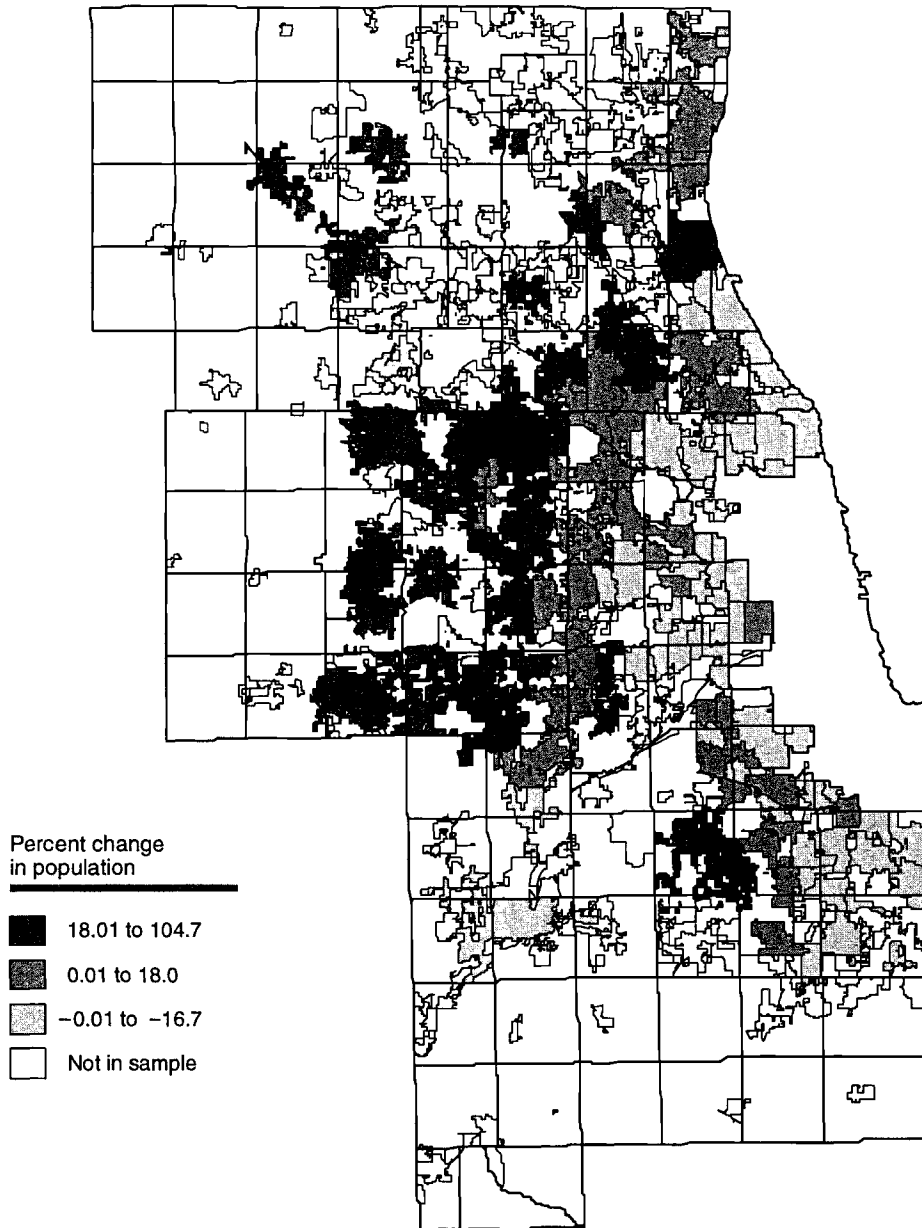 Percent change
in population
18.01 to 104.7
0.01 to 18.0
−0.01 to −16.7
Not in sample